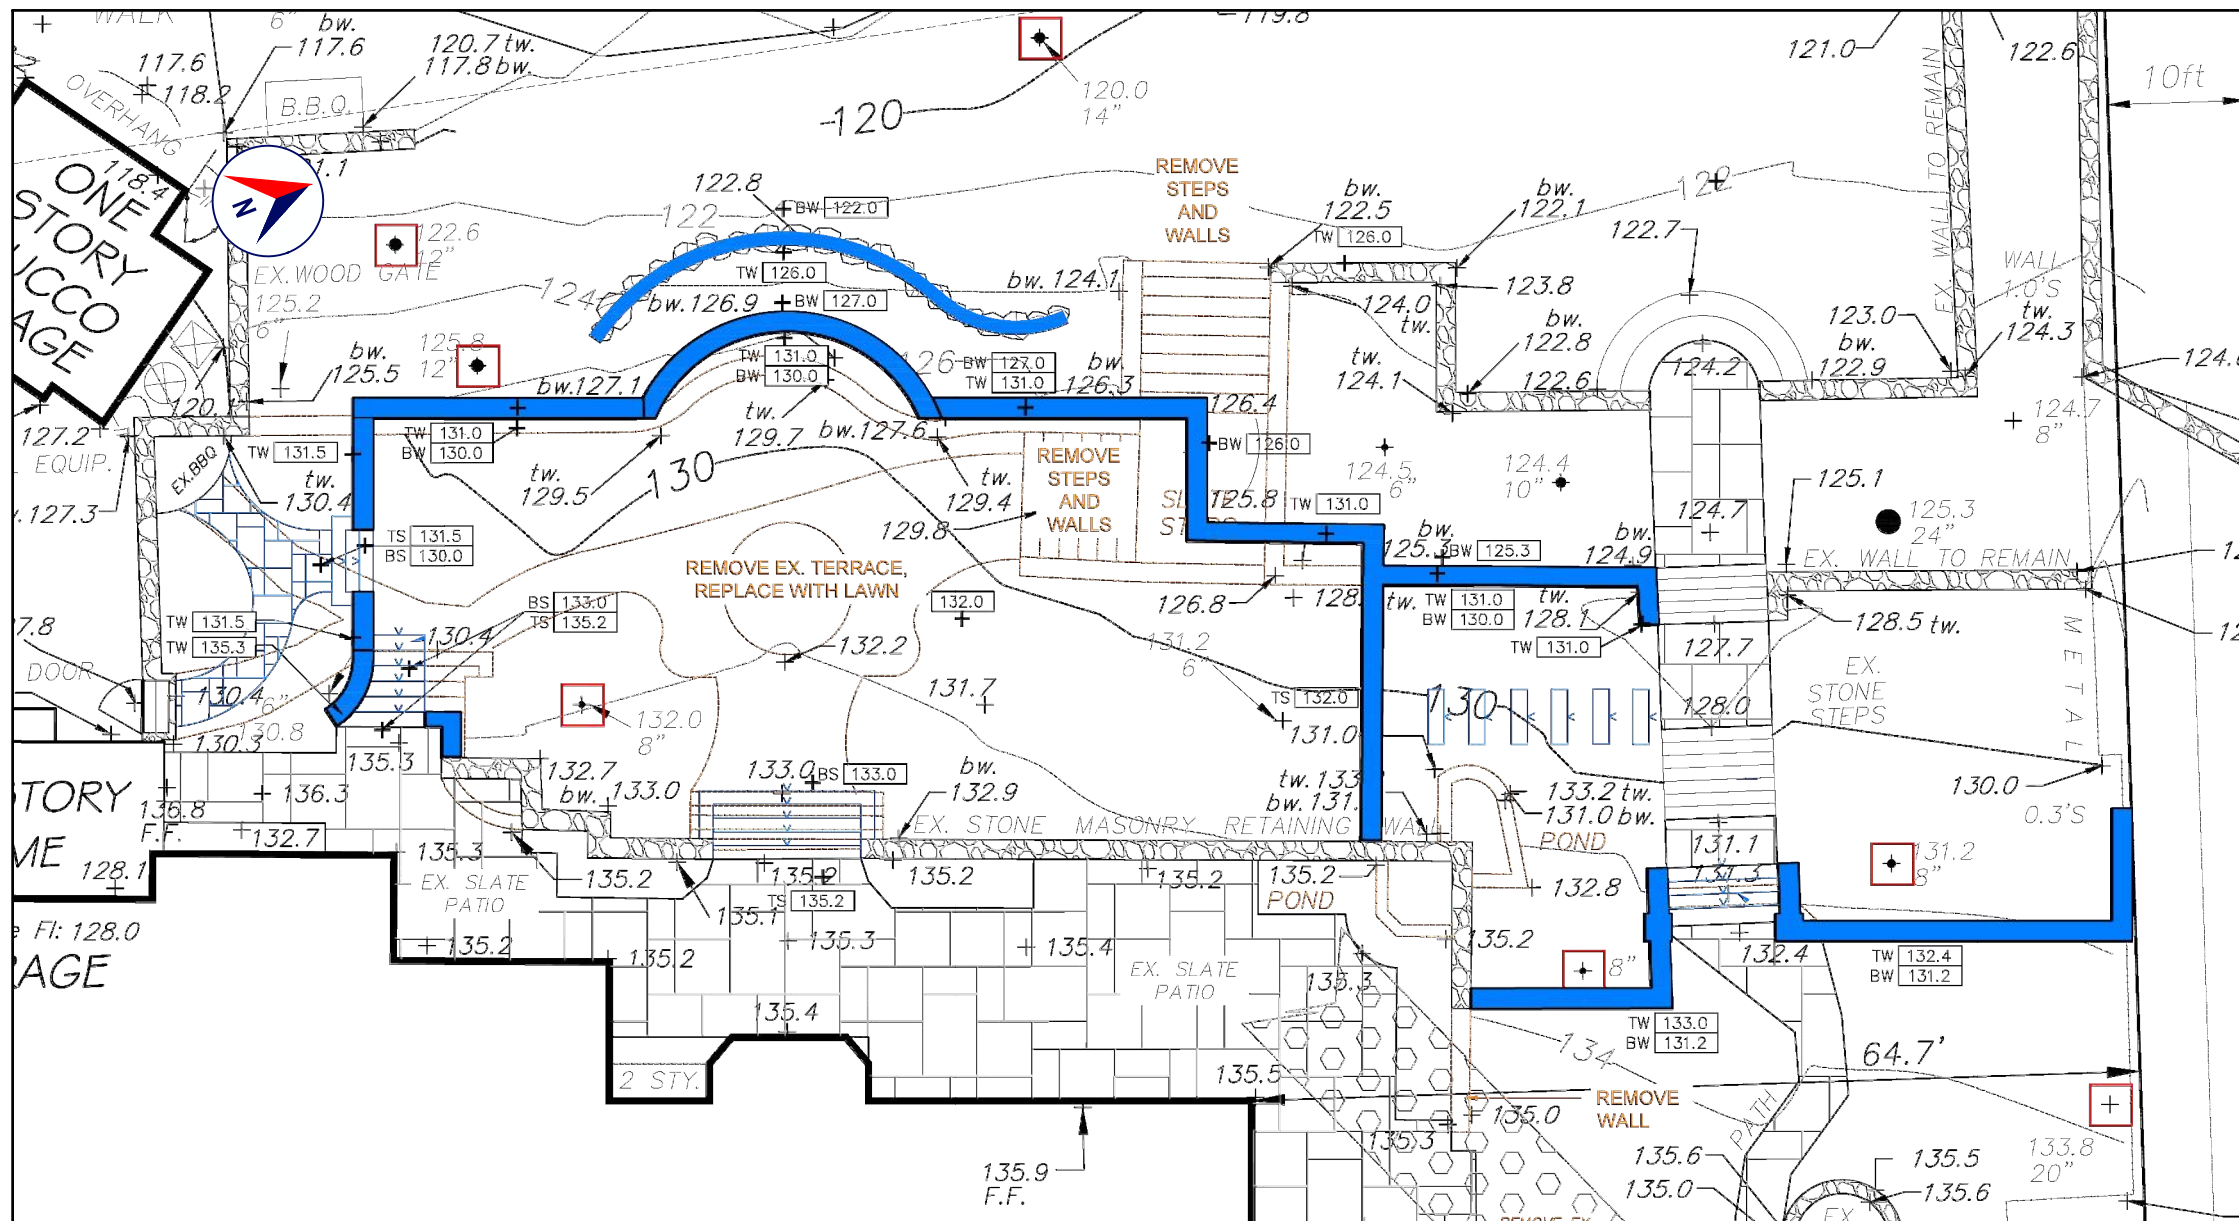 WALK
6"
bw.
117.6
120.7 tw.
117.8 bw.
117.6
118.2
OVERHANG
B.B.Q.
119.8
120.0
14"
120
121.0
122.6
10ft
EX. WALL TO REMAIN
ONE
STORY
118.4
N
122.6
12"
EX.WOOD GATE
125.2
6"
122.8
122
BW 122.0
TW 126.0
124
bw. 126.9
BW 127.0
REMOVE
STEPS
AND
WALLS
bw.
122.5
TW 126.0
bw.
122.1
122
122.7
bw. 124.1
124.0
tw.
123.8
bw.
122.8
WALL
1.0'S
tw.
124.3
123.0
bw.
122.9
124.2
122.6
125.8
12"
bw.
125.5
bw. 127.1
TW 131.0
BW 130.0
126
BW 127.0
TW 131.0
bw.
126.3
tw.
124.1
126.4
127.2
EQUIP.
127.3
EX.BBQ
TW 131.5
tw.
130.4
TW 131.0
BW 130.0
tw.
129.5
130
tw.
129.7
bw. 127.6
tw.
129.4
REMOVE
STEPS
AND
WALLS
129.8
BW 126.0
125.8
TW 131.0
124.5
6"
124.4
10"
124.7
8"
125.1
125.3
24"
124.7
TS 131.5
BS 130.0
REMOVE EX. TERRACE,
REPLACE WITH LAWN
bw.
BW 125.3
bw.
124.9
EX. WALL TO REMAIN
BS 133.0
TS 135.2
132.0
126.8
tw.
TW 131.0
BW 130.0
tw.
128.1
TW 131.0
128.5 tw.
TW 131.5
TW 135.3
130.4
132.2
131.2
6"
127.7
EX.
STONE
STEPS
METAL
DOOR
130.4
6"
130.8
130.3
132.0
8"
131.7
TS 132.0
131.0
130
128.0
130.0
0.3'S
135.3
136.3
136.8
F.F.
132.7
128.1
132.7
bw.
133.0
133.0
BS 133.0
bw.
132.9
EX. STONE MASONRY RETAINING WALL
133.2 tw.
131.0 bw.
POND
131.1
131.3
131.2
8"
135.3
EX. SLATE
PATIO
135.2
135.1
135.2
TS 135.2
135.2
135.2
135.2
POND
132.8
FI: 128.0
135.2
135.2
135.3
135.4
EX. SLATE
PATIO
135.3
135.2
8"
132.4
TW 132.4
BW 131.2
135.4
2 STY.
135.5
TW 133.0
BW 131.2
134
64.7'
REMOVE
WALL
135.0
135.3
PATH
135.9
F.F.
135.6
135.0
135.5
135.6
133.8
20"
EX